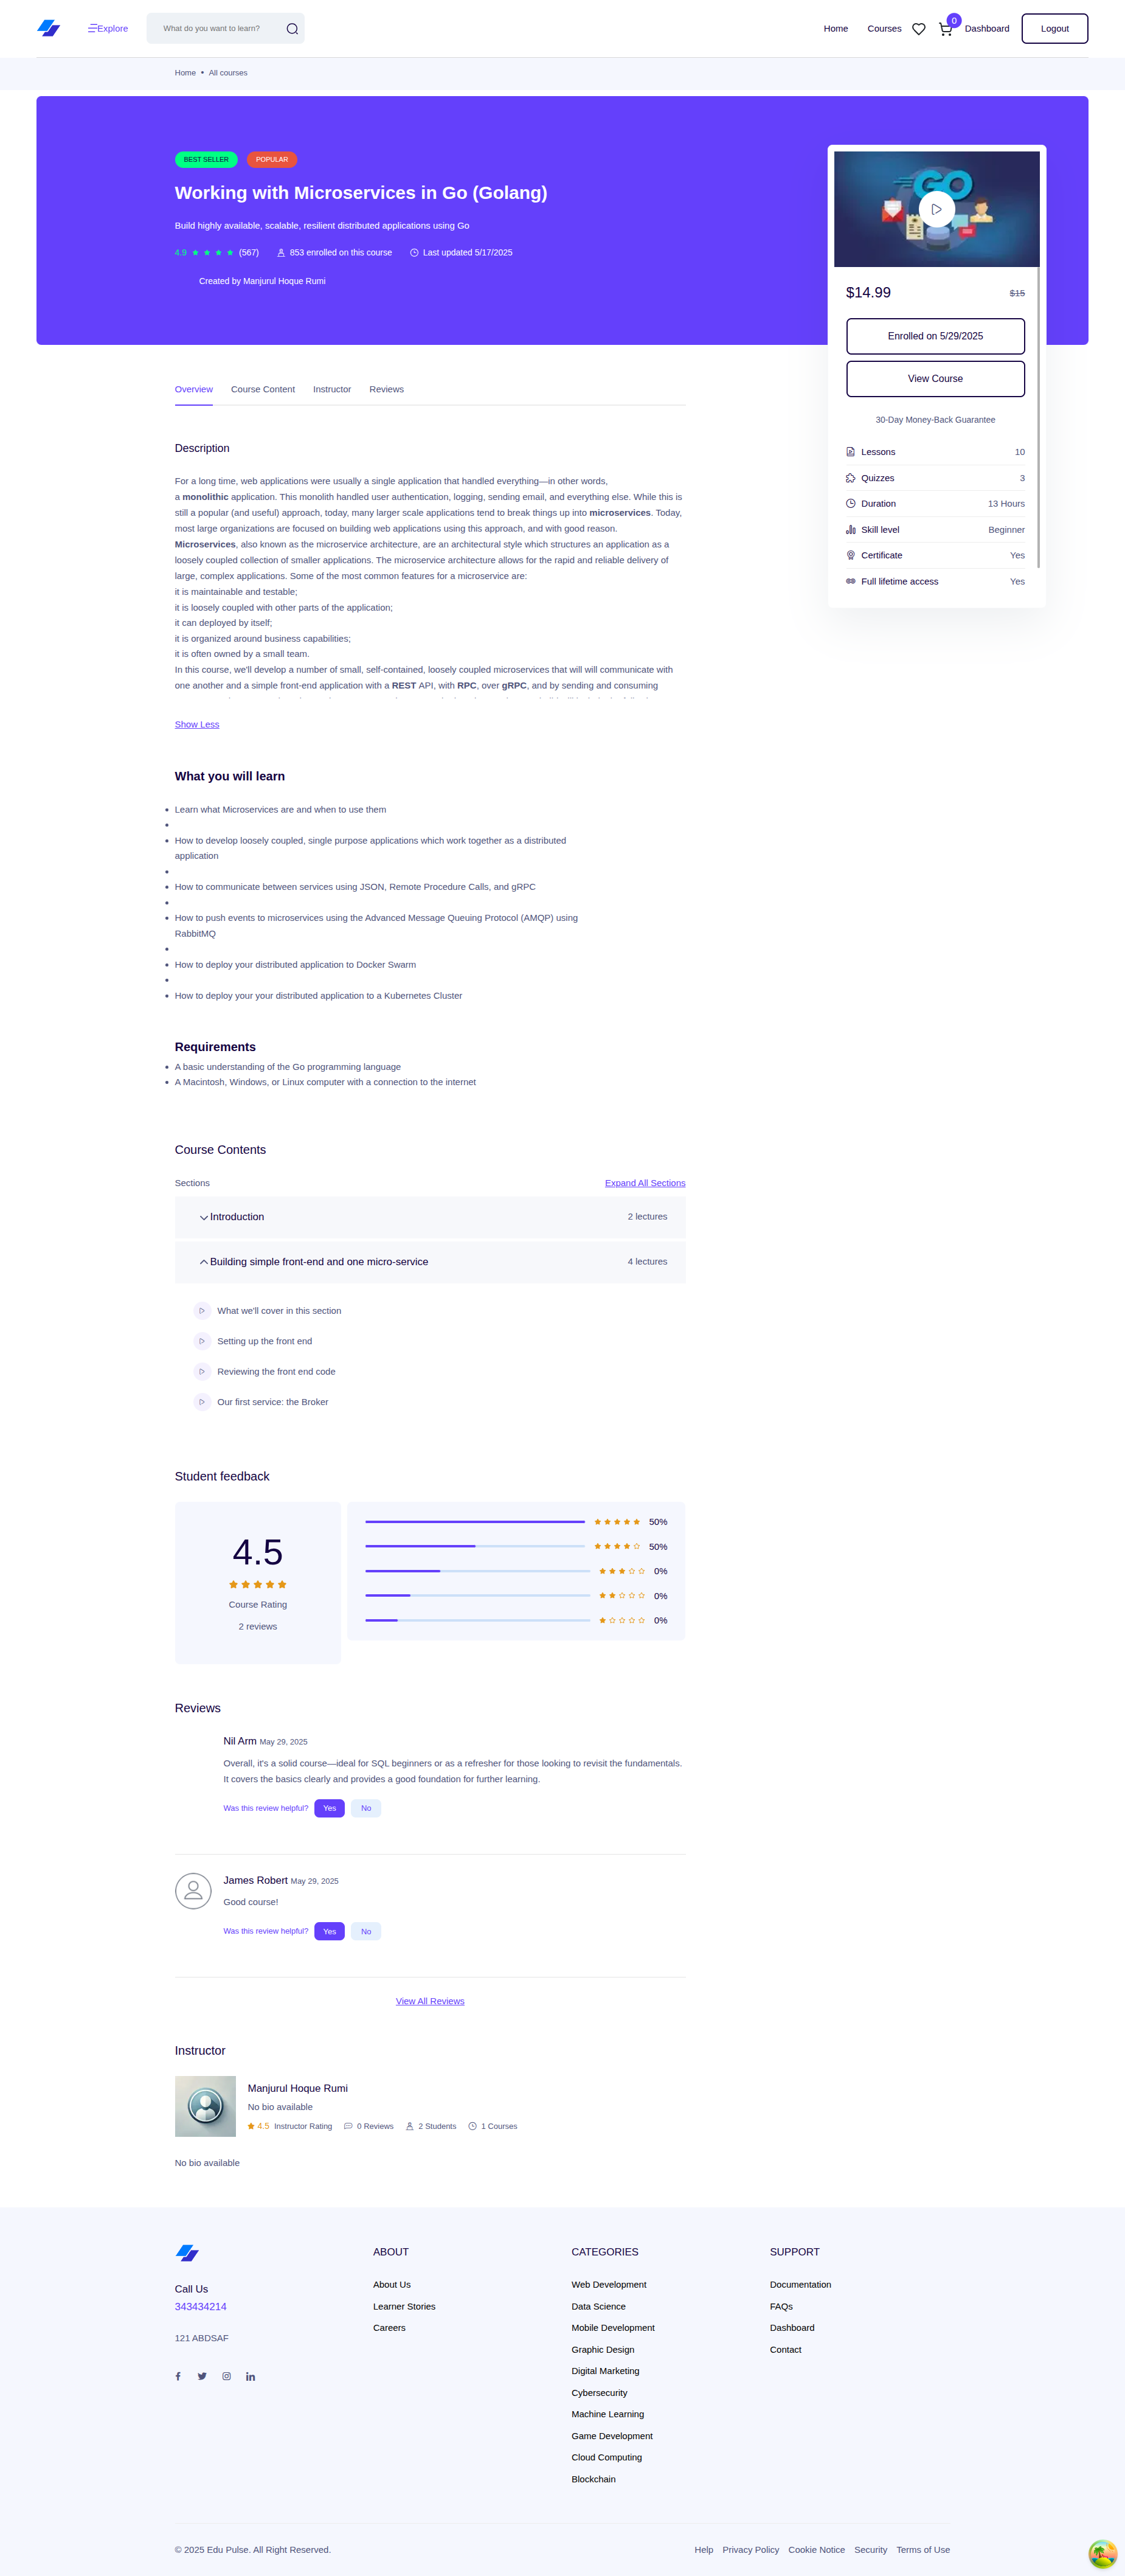 Explore
What do you want to learn?
Home
Courses
0
Dashboard
Logout
Home • All courses
BEST SELLER
POPULAR
Working with Microservices in Go (Golang)
Build highly available, scalable, resilient distributed applications using Go
4.9 (567) 853 enrolled on this course Last updated 5/17/2025
Created by Manjurul Hoque Rumi
GO
$14.99 $15
Enrolled on 5/29/2025
View Course
30-Day Money-Back Guarantee
Lessons 10
Quizzes 3
Duration 13 Hours
Skill level Beginner
Certificate Yes
Full lifetime access Yes
Overview Course Content Instructor Reviews
Description
For a long time, web applications were usually a single application that handled everything—in other words,
a monolithic application. This monolith handled user authentication, logging, sending email, and everything else. While this is
still a popular (and useful) approach, today, many larger scale applications tend to break things up into microservices. Today,
most large organizations are focused on building web applications using this approach, and with good reason.
Microservices, also known as the microservice architecture, are an architectural style which structures an application as a
loosely coupled collection of smaller applications. The microservice architecture allows for the rapid and reliable delivery of
large, complex applications. Some of the most common features for a microservice are:
it is maintainable and testable;
it is loosely coupled with other parts of the application;
it can deployed by itself;
it is organized around business capabilities;
it is often owned by a small team.
In this course, we'll develop a number of small, self-contained, loosely coupled microservices that will will communicate with
one another and a simple front-end application with a REST API, with RPC, over gRPC, and by sending and consuming
Show Less
What you will learn
• Learn what Microservices are and when to use them
•
• How to develop loosely coupled, single purpose applications which work together as a distributed
application
•
• How to communicate between services using JSON, Remote Procedure Calls, and gRPC
•
• How to push events to microservices using the Advanced Message Queuing Protocol (AMQP) using
RabbitMQ
•
• How to deploy your distributed application to Docker Swarm
•
• How to deploy your your distributed application to a Kubernetes Cluster
Requirements
• A basic understanding of the Go programming language
• A Macintosh, Windows, or Linux computer with a connection to the internet
Course Contents
Sections Expand All Sections
Introduction 2 lectures
Building simple front-end and one micro-service 4 lectures
What we'll cover in this section
Setting up the front end
Reviewing the front end code
Our first service: the Broker
Student feedback
4.5
Course Rating
2 reviews
50%
50%
0%
0%
0%
Reviews
Nil Arm May 29, 2025
Overall, it's a solid course—ideal for SQL beginners or as a refresher for those looking to revisit the fundamentals.
It covers the basics clearly and provides a good foundation for further learning.
Was this review helpful? Yes No
James Robert May 29, 2025
Good course!
Was this review helpful? Yes No
View All Reviews
Instructor
Manjurul Hoque Rumi
No bio available
4.5 Instructor Rating 0 Reviews 2 Students 1 Courses
No bio available
Call Us
343434214
121 ABDSAF
ABOUT
About Us
Learner Stories
Careers
CATEGORIES
Web Development
Data Science
Mobile Development
Graphic Design
Digital Marketing
Cybersecurity
Machine Learning
Game Development
Cloud Computing
Blockchain
SUPPORT
Documentation
FAQs
Dashboard
Contact
© 2025 Edu Pulse. All Right Reserved.
Help Privacy Policy Cookie Notice Security Terms of Use